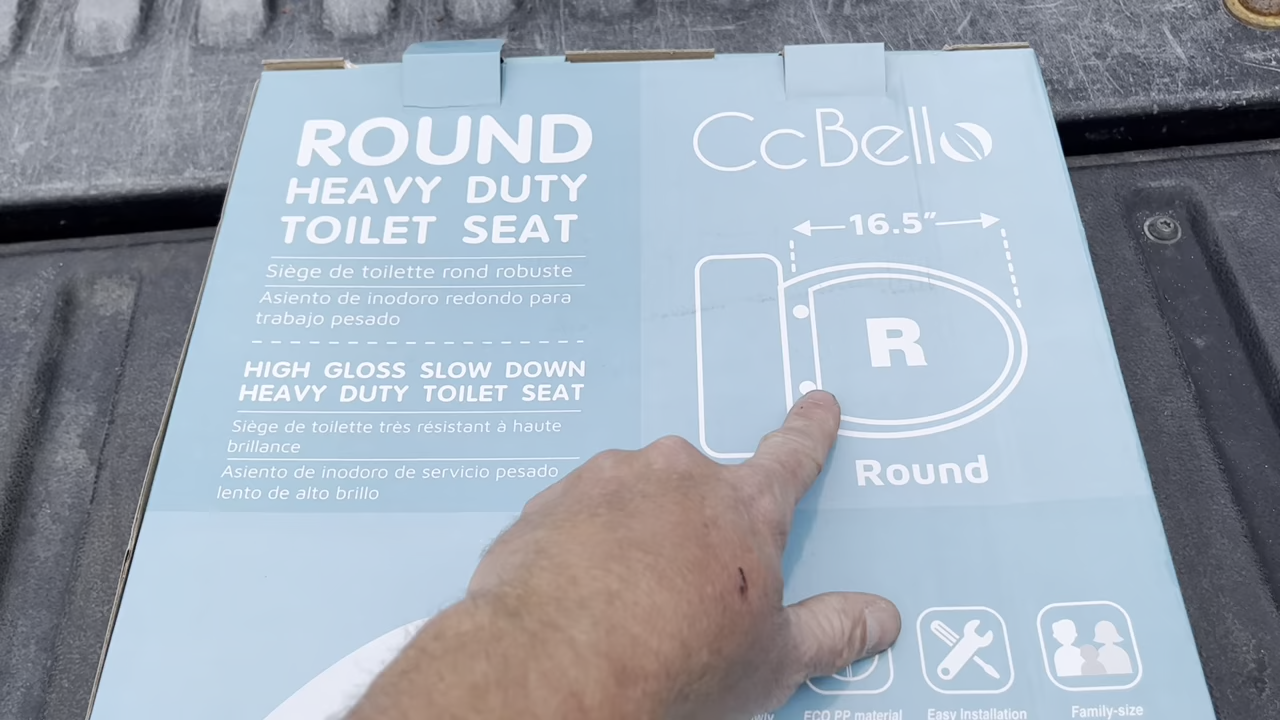 ROUND
HEAVY DUTY
TOILET SEAT
Siège de toilette rond robuste
Asiento de inodoro redondo para
trabajo pesado
HIGH GLOSS SLOW DOWN
HEAVY DUTY TOILET SEAT
Siège de toilette très résistant à haute
brillance
Asiento de inodoro de servicio pesado
lento de alto brillo
CcBello
16.5”
R
Round
ECO PP material
Easy Installation
Family-size